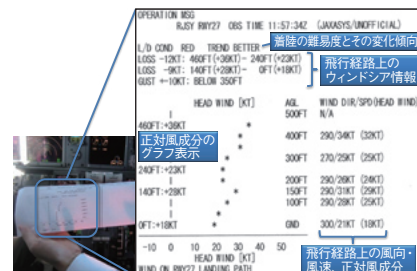 OPERATION MSG
RJSY RWY27 OBS TIME 11:57:34Z (JAXASYS/UNOFFICIAL)
L/D COND RED TREND BETTER
着陸の難易度とその変化傾向
LOSS -12KT: 460FT(+36KT)- 240FT(+23KT)
LOSS -9KT: 140FT(+28KT)- 0FT(+18KT)
GUST +-10KT: BELOW 350FT
飛行経路上の
ウィンドシア情報
HEAD WIND [KT] AGL WIND DIR/SPD(HEAD WIND)
500FT N/A
460FT:+36KT
正対風成分の
グラフ表示
400FT 290/34KT (32KT)
300FT 270/25KT (25KT)
240FT:+23KT
200FT 290/26KT (24KT)
140FT:+28KT 150FT 290/31KT (29KT)
100FT 290/28KT (25KT)
0FT:+18KT GND 300/21KT (18KT)
-10 0 10 20 30 40 50
HEAD WIND [KT]
WIND ON RWY27 LANDING PATH
飛行経路上の風向・
風速、正対風成分